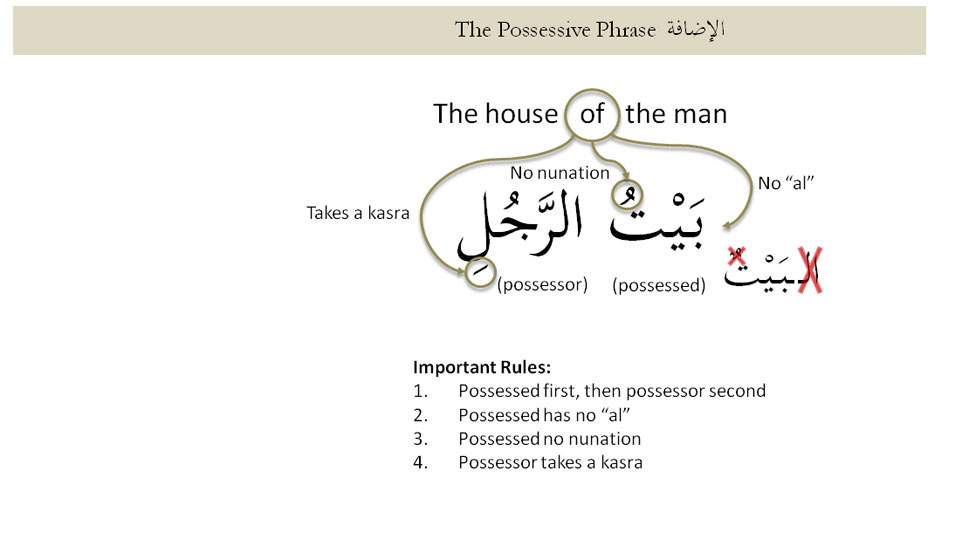 The Possessive Phrase الإضافة
The house of the man
No nunation
No “al”
Takes a kasra
بَيْتُ الرَّجُلِ
(possessor) (possessed)
البَيْتٌ
Important Rules:
1. Possessed first, then possessor second
2. Possessed has no “al”
3. Possessed no nunation
4. Possessor takes a kasra